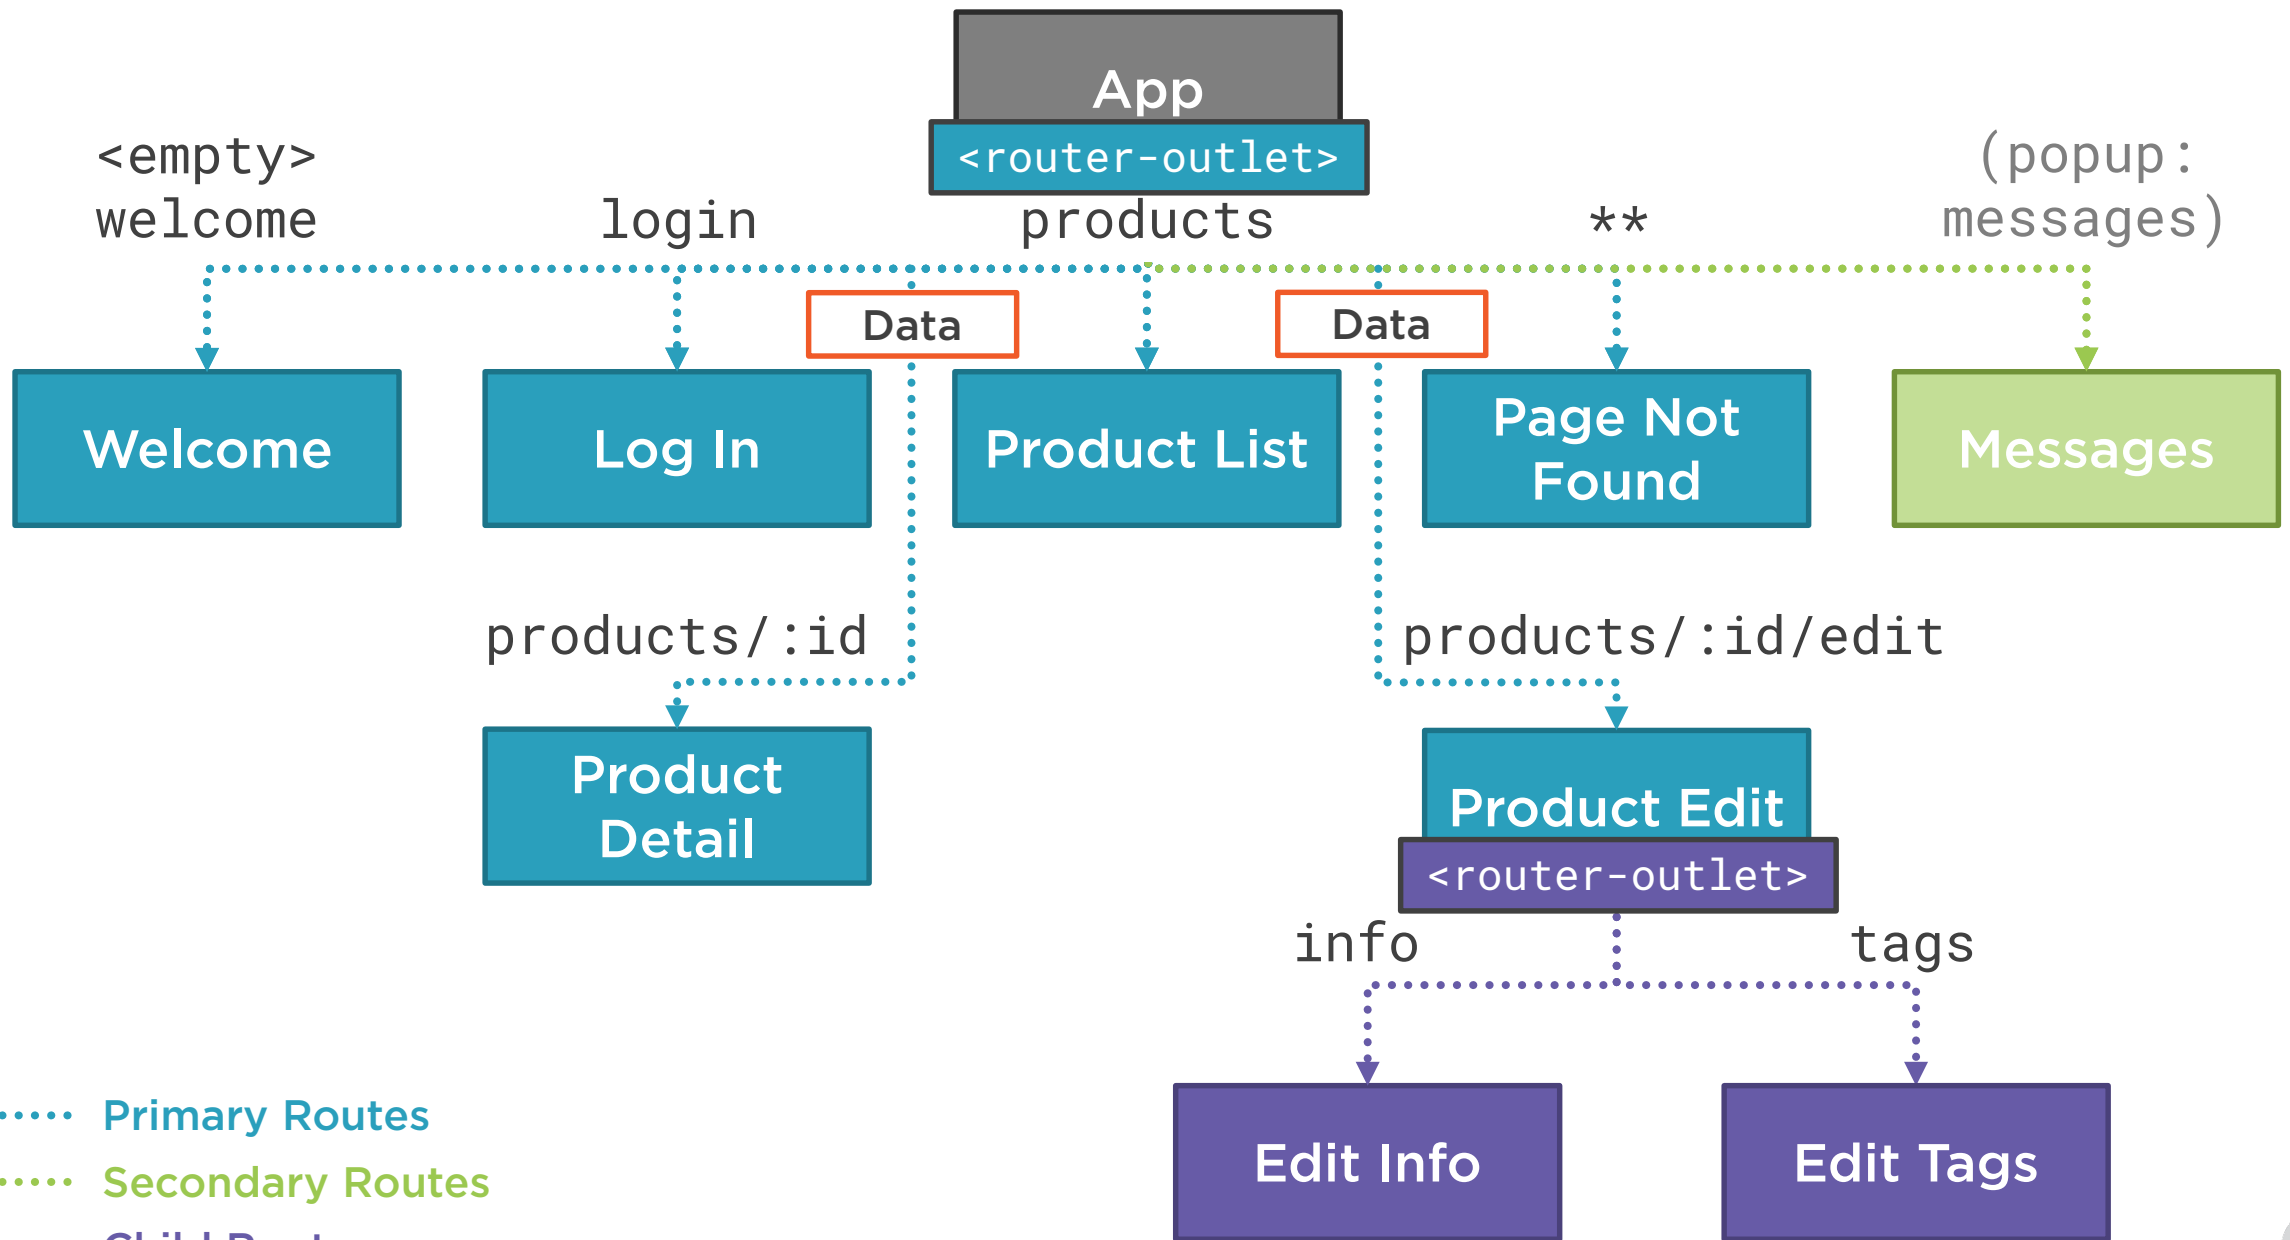 App
<router-outlet>
<empty>
welcome
login
products
**
(popup:
messages)
Data
Data
Welcome
Log In
Product List
Page Not
Found
Messages
products/:id
products/:id/edit
Product
Detail
Product Edit
<router-outlet>
info
tags
Edit Info
Edit Tags
Primary Routes
Secondary Routes